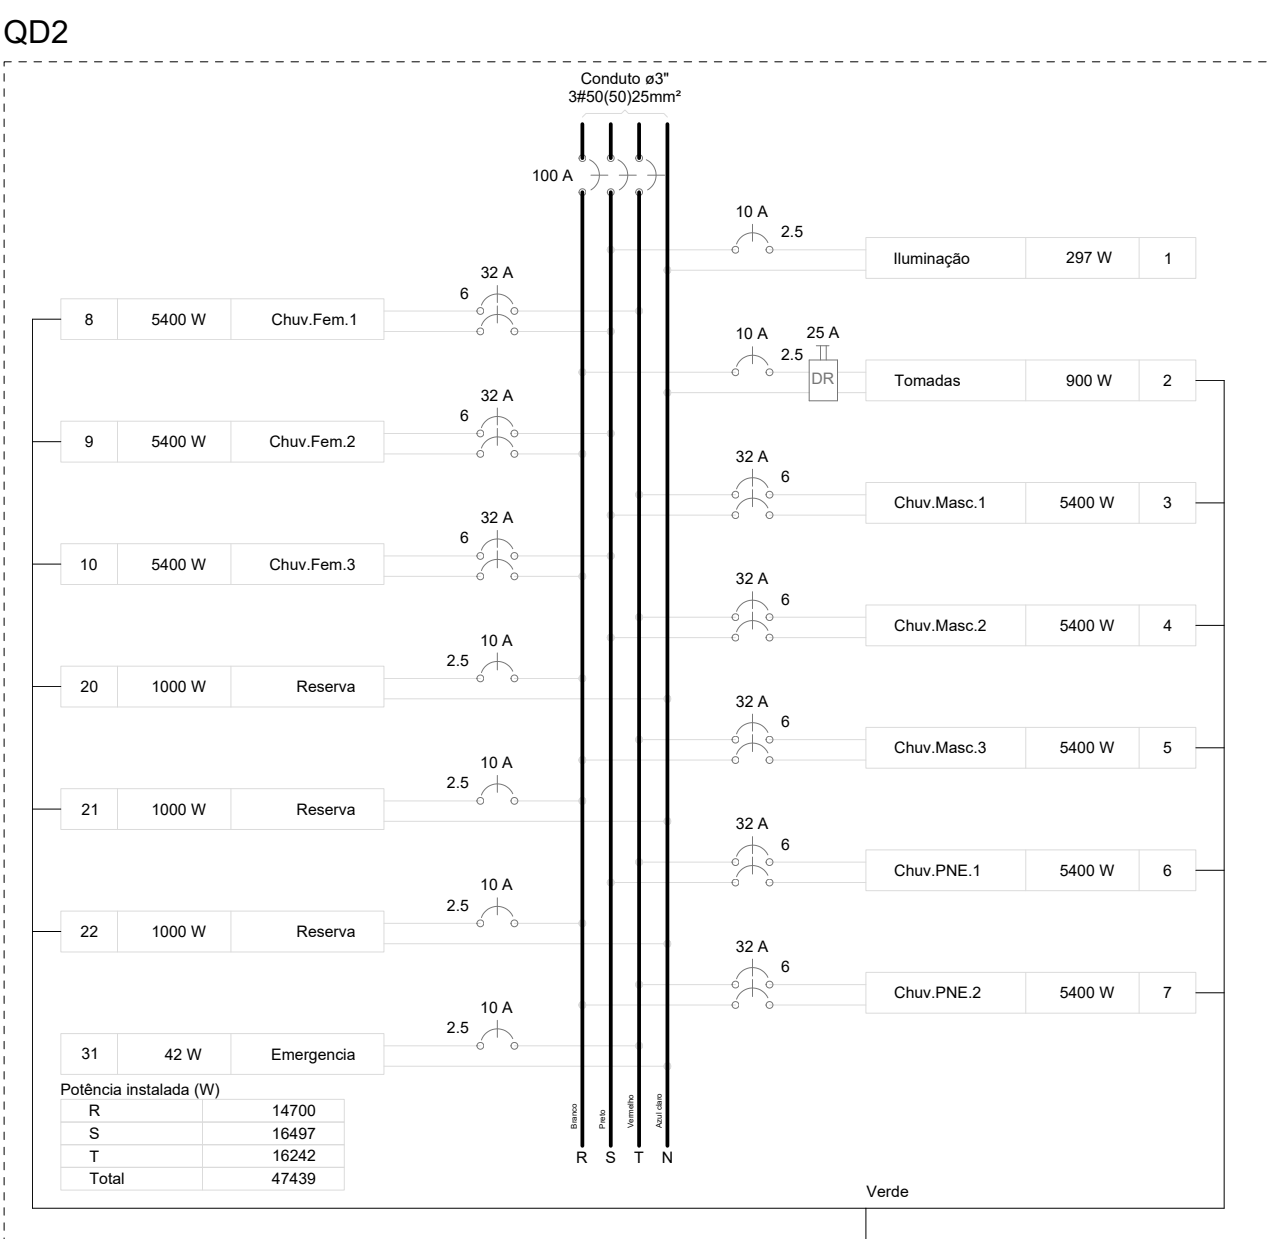 QD2
Conduto ø3"
3#50(50)25mm²
100 A
10 A
2.5
Iluminação 297 W 1
32 A
6
8 5400 W Chuv.Fem.1
10 A
2.5
25 A
DR
Tomadas 900 W 2
32 A
6
9 5400 W Chuv.Fem.2
32 A
6
Chuv.Masc.1 5400 W 3
32 A
6
10 5400 W Chuv.Fem.3
32 A
6
Chuv.Masc.2 5400 W 4
10 A
2.5
20 1000 W Reserva
32 A
6
Chuv.Masc.3 5400 W 5
10 A
2.5
21 1000 W Reserva
32 A
6
Chuv.PNE.1 5400 W 6
10 A
2.5
22 1000 W Reserva
32 A
6
Chuv.PNE.2 5400 W 7
10 A
2.5
31 42 W Emergencia
Potência instalada (W)
R 14700
S 16497
T 16242
Total 47439
Branco
Preto
Vermelho
Azul claro
R S T N
Verde